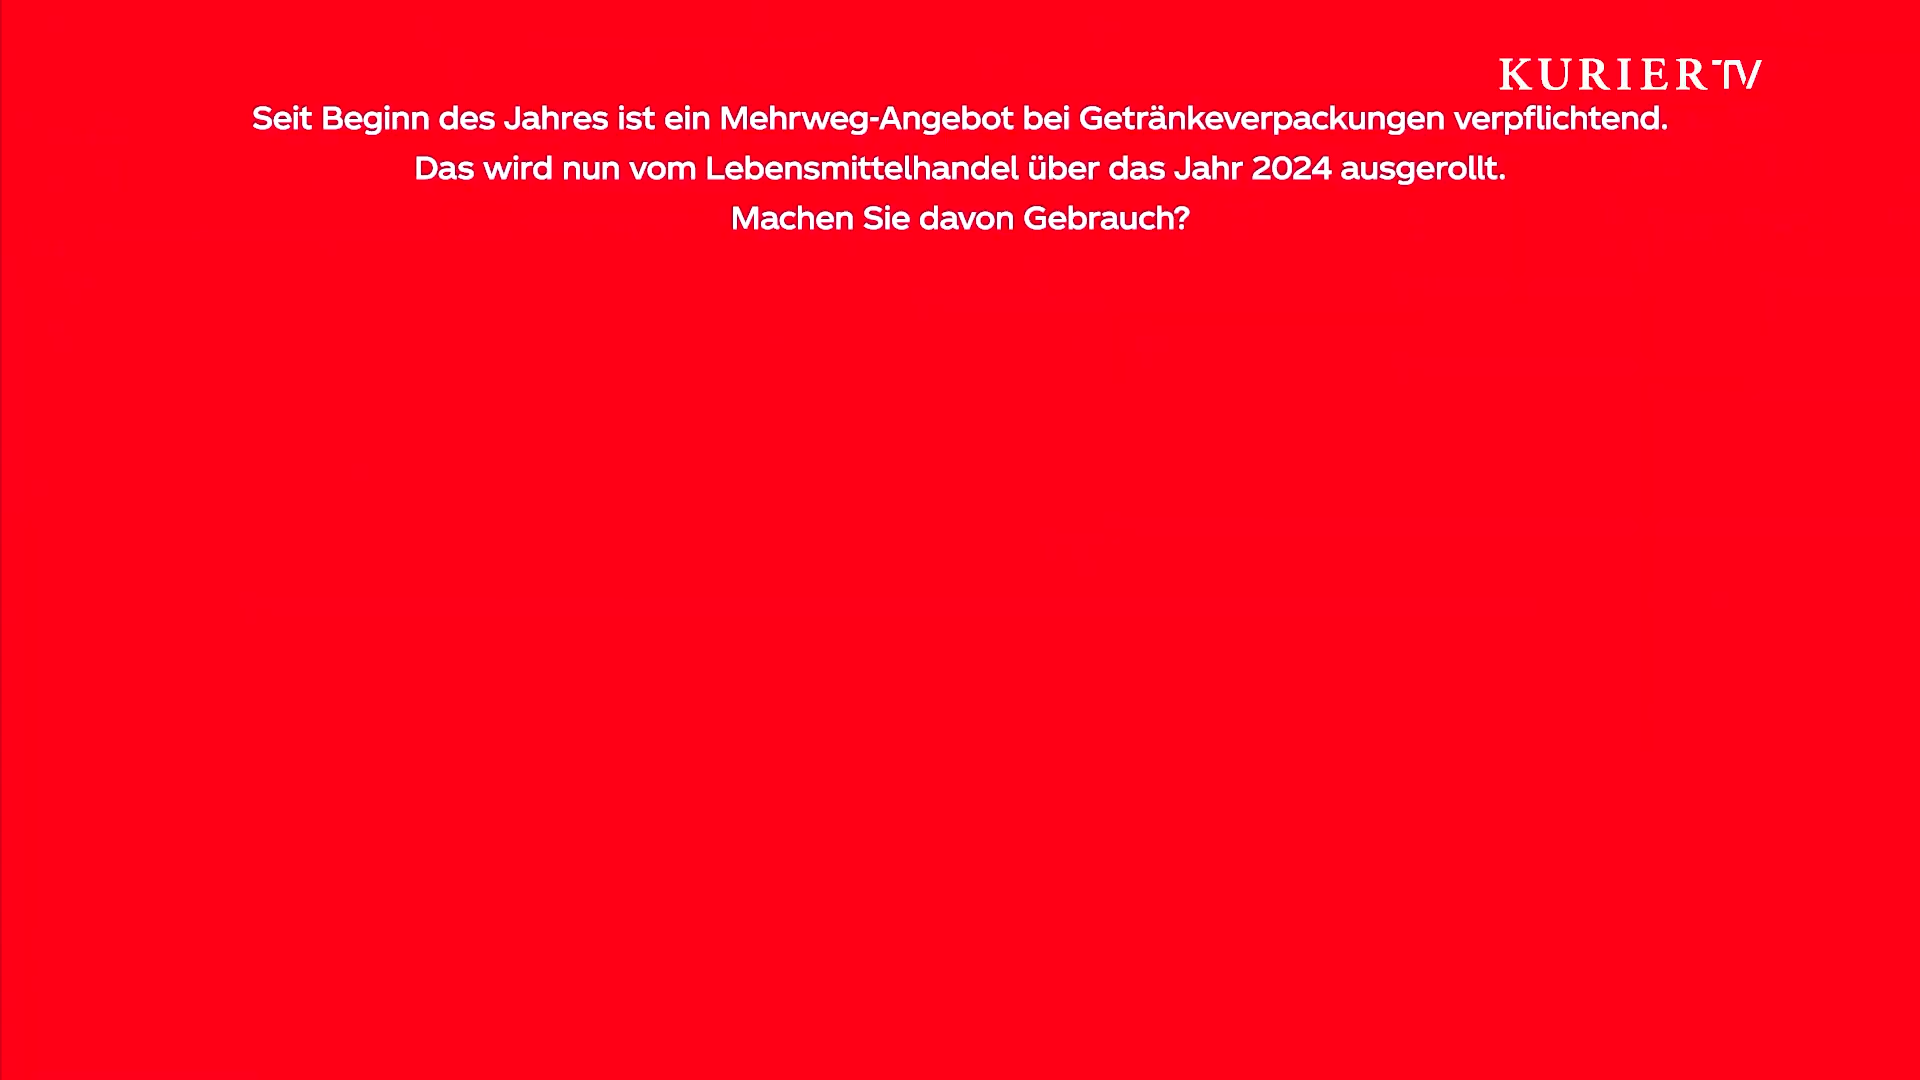 KURIER TV
Seit Beginn des Jahres ist ein Mehrweg-Angebot bei Getränkeverpackungen verpflichtend.
Das wird nun vom Lebensmittelhandel über das Jahr 2024 ausgerollt.
Machen Sie davon Gebrauch?